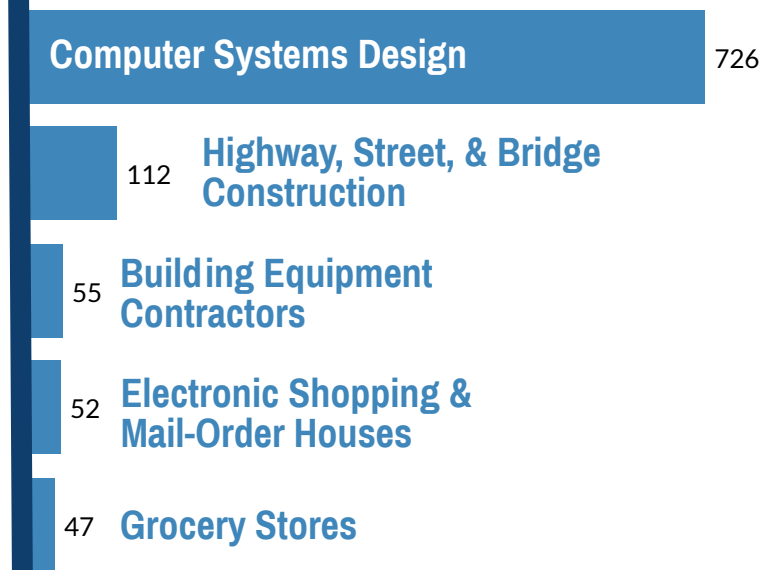 Computer Systems Design 726
112 Highway, Street, & Bridge
Construction
55 Building Equipment
Contractors
52 Electronic Shopping &
Mail-Order Houses
47 Grocery Stores